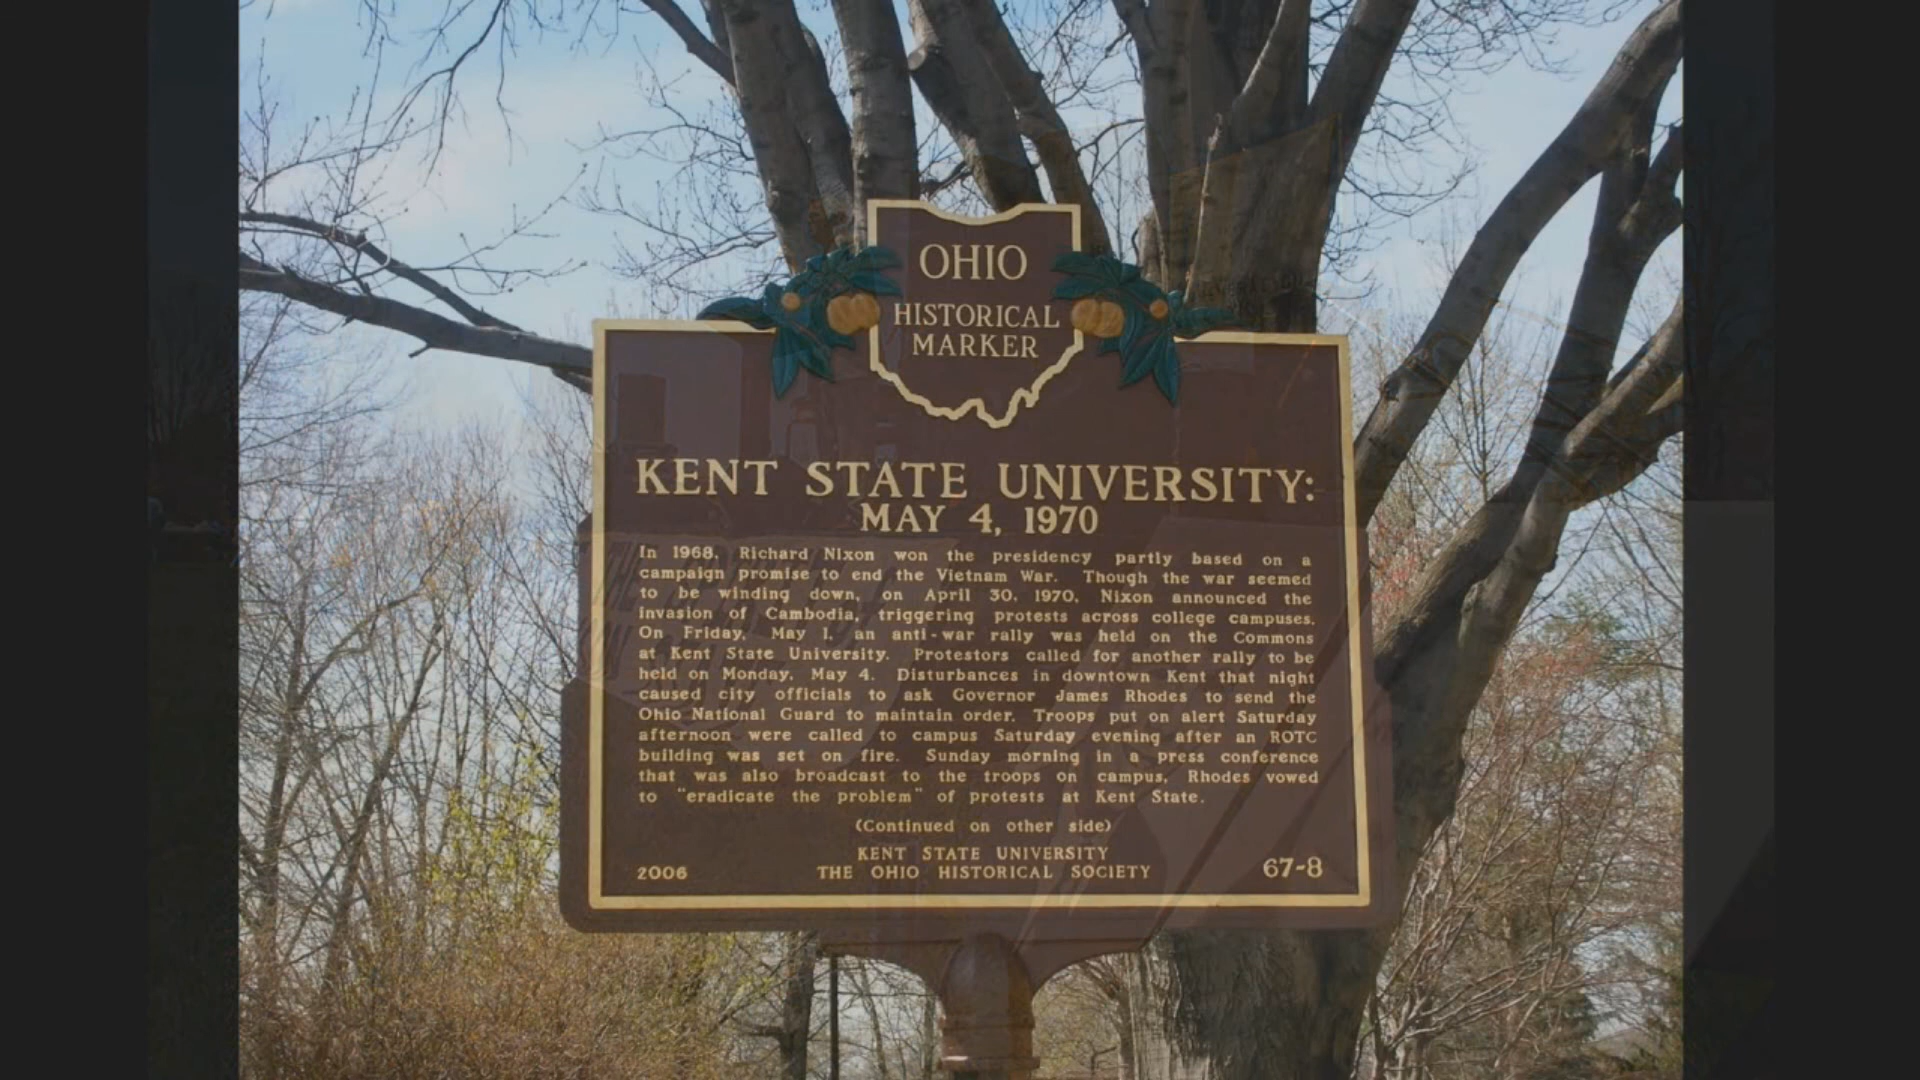 OHIO
HISTORICAL
MARKER
KENT STATE UNIVERSITY:
MAY 4, 1970
In 1968, Richard Nixon won the presidency partly based on a
campaign promise to end the Vietnam War. Though the war seemed
to be winding down, on April 30, 1970, Nixon announced the
invasion of Cambodia, triggering protests across college campuses.
On Friday, May 1, an anti-war rally was held on the Commons
at Kent State University. Protestors called for another rally to be
held on Monday, May 4. Disturbances in downtown Kent that night
caused city officials to ask Governor James Rhodes to send the
Ohio National Guard to maintain order. Troops put on alert Saturday
afternoon were called to campus Saturday evening after an ROTC
building was set on fire. Sunday morning in a press conference
that was also broadcast to the troops on campus, Rhodes vowed
to "eradicate the problem" of protests at Kent State.
(Continued on other side)
KENT STATE UNIVERSITY
2006 THE OHIO HISTORICAL SOCIETY 67-8